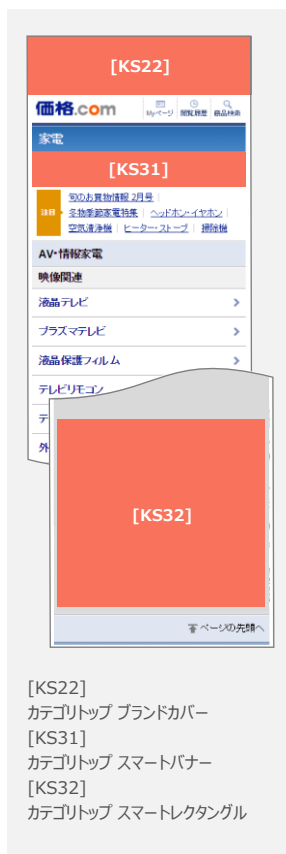 [KS22]
価格.com
Myページ 閲覧履歴 商品検索
家電
[KS31]
旬のお買物情報 2月号
注目
冬物季節家電特集 ヘッドホン・イヤホン
空気清浄機 ヒーター・ストーブ 掃除機
AV・情報家電
映像関連
液晶テレビ
プラズマテレビ
液晶保護フィルム
テレビリモコン
テ
外
[KS32]
ページの先頭へ
[KS22]
カテゴリトップ ブランドカバー
[KS31]
カテゴリトップ スマートバナー
[KS32]
カテゴリトップ スマートレクタングル